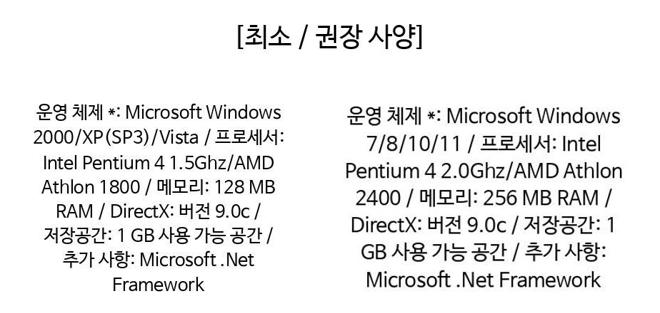 [최소 / 권장 사양]
운영 체제 *: Microsoft Windows
2000/XP(SP3)/Vista / 프로세서:
Intel Pentium 4 1.5Ghz/AMD
Athlon 1800 / 메모리: 128 MB
RAM / DirectX: 버전 9.0c /
저장공간: 1 GB 사용 가능 공간 /
추가 사항: Microsoft .Net
Framework
운영 체제 *: Microsoft Windows
7/8/10/11 / 프로세서: Intel
Pentium 4 2.0Ghz/AMD Athlon
2400 / 메모리: 256 MB RAM /
DirectX: 버전 9.0c / 저장공간: 1
GB 사용 가능 공간 / 추가 사항:
Microsoft .Net Framework